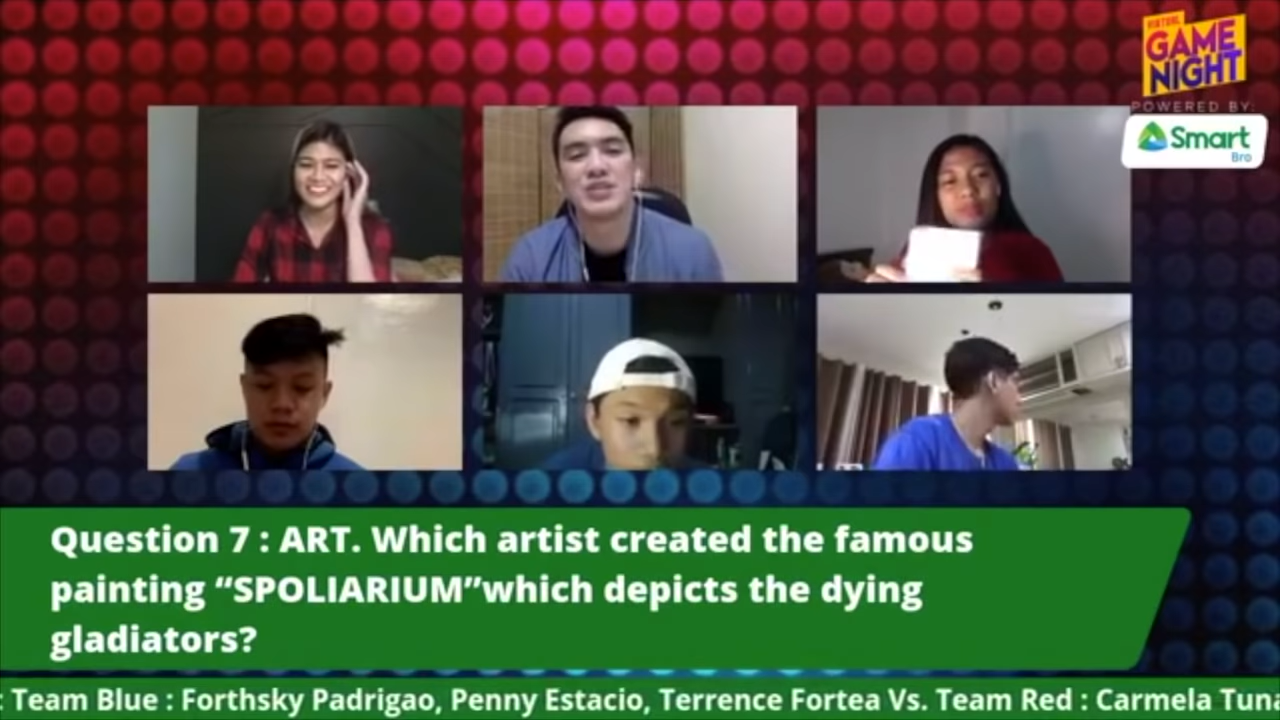 VIRTUAL
GAME
NIGHT
POWERED BY:
Smart
Bro
Question 7 : ART. Which artist created the famous
painting “SPOLIARIUM”which depicts the dying
gladiators?
: Team Blue : Forthsky Padrigao, Penny Estacio, Terrence Fortea Vs. Team Red : Carmela Tuna